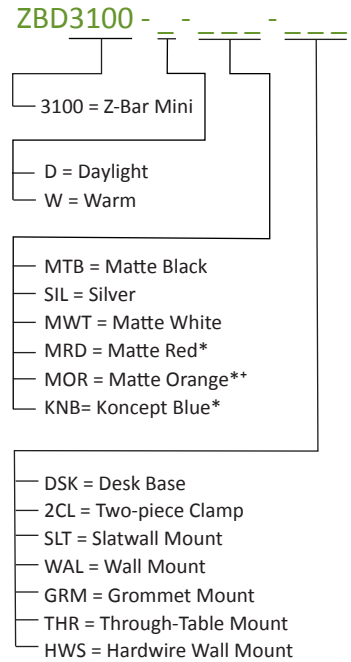 ZBD3100 - _ - _ _ _ - _ _ _
3100 = Z-Bar Mini
D = Daylight
W = Warm
MTB = Matte Black
SIL = Silver
MWT = Matte White
MRD = Matte Red*
MOR = Matte Orange*⁺
KNB= Koncept Blue*
DSK = Desk Base
2CL = Two-piece Clamp
SLT = Slatwall Mount
WAL = Wall Mount
GRM = Grommet Mount
THR = Through-Table Mount
HWS = Hardwire Wall Mount